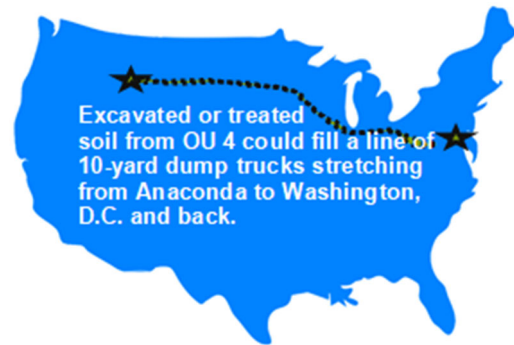 Excavated or treated
soil from OU 4 could fill a line of
10-yard dump trucks stretching
from Anaconda to Washington,
D.C. and back.